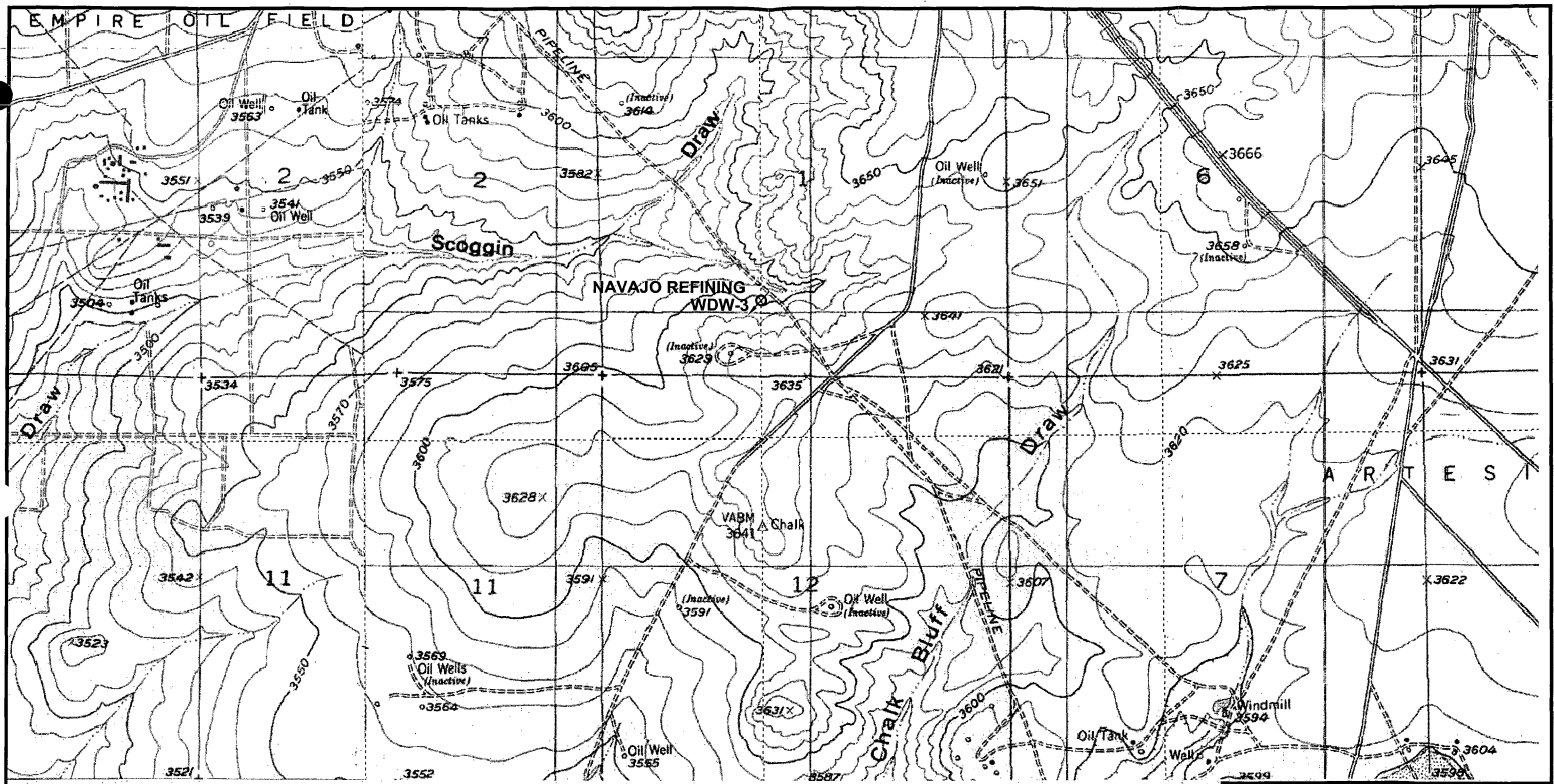 EMPIRE OIL FIELD
PIPELINE
Oil Well
3563
Oil
Tank
3574
Oil Tanks
3600
(Inactive)
3614
Draw
3650
3666
3645
3551
2
3550
2
3582
1
3650
Oil Well
(Inactive)
3651
6
3539
3541
Oil Well
Scoggin
3658
(Inactive)
NAVAJO REFINING
WDW-3
3504
Oil
Tanks
3500
3641
(Inactive)
3629
3605
3534
3575
3635
3621
3625
3631
Draw
3570
3600
Draw
3620
ARTESI
3628
VABM
3641
Chalk
3542
11
11
3591
12
3607
7
3622
PIPELINE
(Inactive)
3591
Oil Well
(Inactive)
3523
3550
3569
Oil Wells
(Inactive)
3564
Chalk Bluff
3631
3600
Windmill
3594
Oil Tank
Well
3604
Oil Well
3555
3521
3552
3587
3599
3590